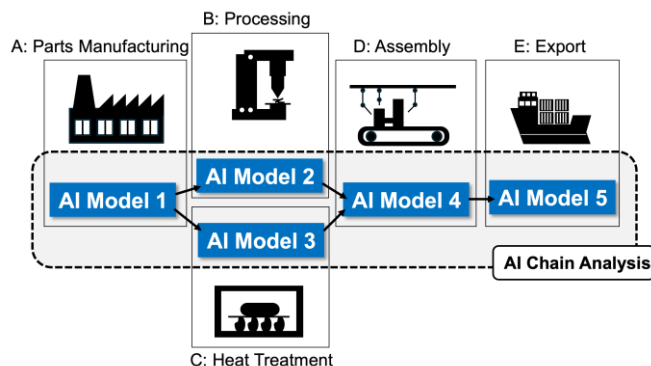 A: Parts Manufacturing
B: Processing
D: Assembly
E: Export
AI Model 1
AI Model 2
AI Model 3
AI Model 4
AI Model 5
AI Chain Analysis
C: Heat Treatment